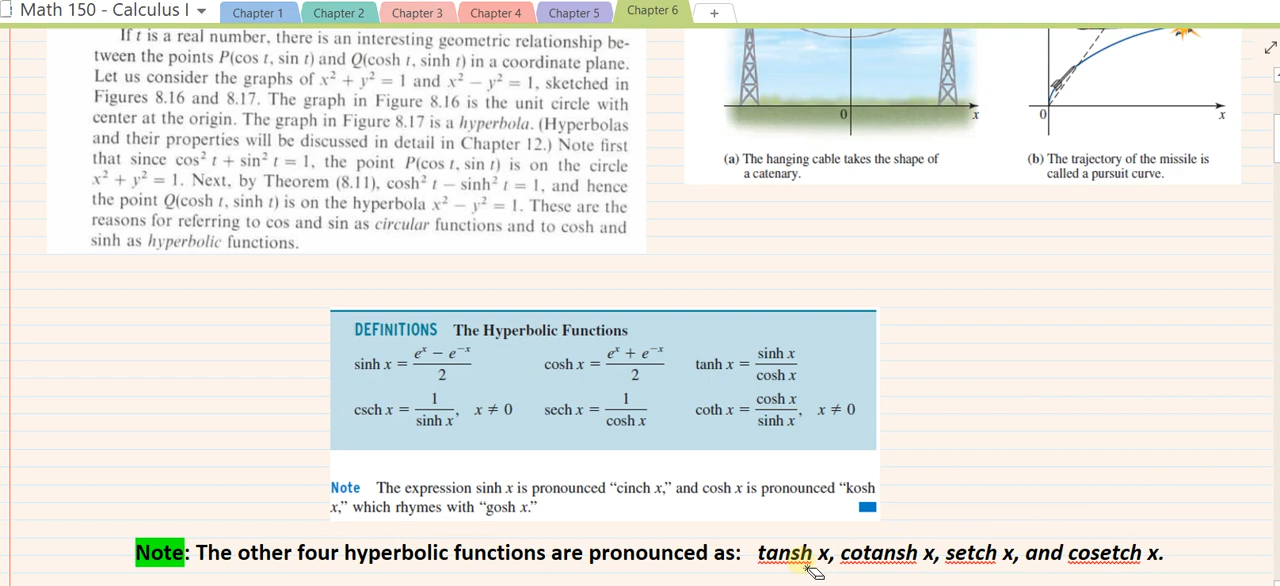 Math 150 - Calculus I
Chapter 1
Chapter 2
Chapter 3
Chapter 4
Chapter 5
Chapter 6
+
If t is a real number, there is an interesting geometric relationship be-
tween the points P(cos t, sin t) and Q(cosh t, sinh t) in a coordinate plane.
Let us consider the graphs of x² + y² = 1 and x² − y² = 1, sketched in
Figures 8.16 and 8.17. The graph in Figure 8.16 is the unit circle with
center at the origin. The graph in Figure 8.17 is a hyperbola. (Hyperbolas
and their properties will be discussed in detail in Chapter 12.) Note first
that since cos² t + sin² t = 1, the point P(cos t, sin t) is on the circle
x² + y² = 1. Next, by Theorem (8.11), cosh² t − sinh² t = 1, and hence
the point Q(cosh t, sinh t) is on the hyperbola x² − y² = 1. These are the
reasons for referring to cos and sin as circular functions and to cosh and
sinh as hyperbolic functions.
0
x
(a) The hanging cable takes the shape of
a catenary.
0
x
(b) The trajectory of the missile is
called a pursuit curve.
DEFINITIONS The Hyperbolic Functions
sinh x = (eˣ − e⁻ˣ)/2 cosh x = (eˣ + e⁻ˣ)/2 tanh x = sinh x/cosh x
csch x = 1/sinh x, x ≠ 0 sech x = 1/cosh x coth x = cosh x/sinh x, x ≠ 0
Note The expression sinh x is pronounced “cinch x,” and cosh x is pronounced “kosh
x,” which rhymes with “gosh x.”
Note: The other four hyperbolic functions are pronounced as: tansh x, cotansh x, setch x, and cosetch x.